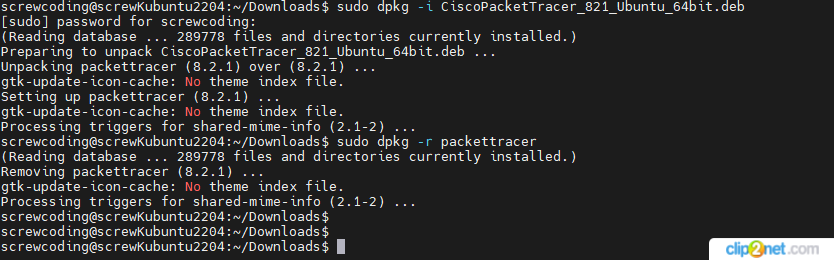 screwcoding@screwKubuntu2204:~/Downloads$ sudo dpkg -i CiscoPacketTracer_821_Ubuntu_64bit.deb
[sudo] password for screwcoding:
(Reading database ... 289778 files and directories currently installed.)
Preparing to unpack CiscoPacketTracer_821_Ubuntu_64bit.deb ...
Unpacking packettracer (8.2.1) over (8.2.1) ...
gtk-update-icon-cache: No theme index file.
Setting up packettracer (8.2.1) ...
gtk-update-icon-cache: No theme index file.
Processing triggers for shared-mime-info (2.1-2) ...
screwcoding@screwKubuntu2204:~/Downloads$ sudo dpkg -r packettracer
(Reading database ... 289778 files and directories currently installed.)
Removing packettracer (8.2.1) ...
gtk-update-icon-cache: No theme index file.
Processing triggers for shared-mime-info (2.1-2) ...
screwcoding@screwKubuntu2204:~/Downloads$
screwcoding@screwKubuntu2204:~/Downloads$
screwcoding@screwKubuntu2204:~/Downloads$
clip2net.com